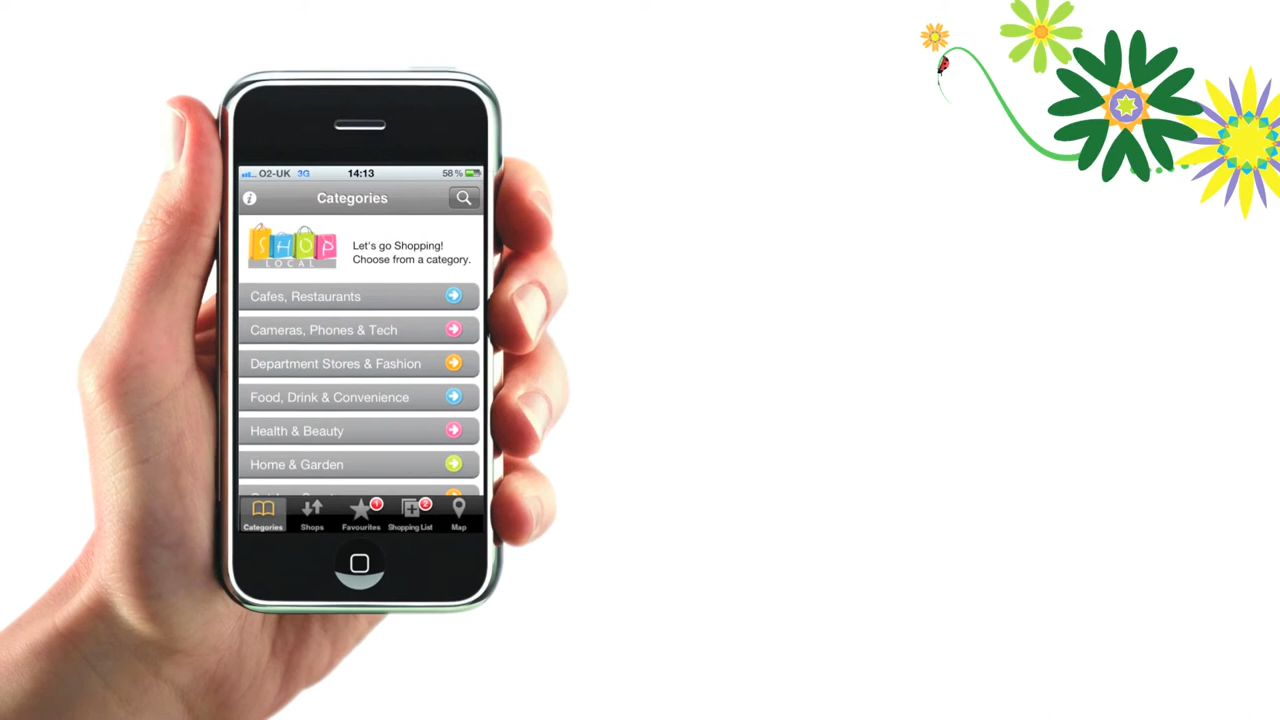 O2-UK 3G 14:13 58%
Categories
SHOP
LOCAL
Let's go Shopping!
Choose from a category.
Cafes, Restaurants
Cameras, Phones & Tech
Department Stores & Fashion
Food, Drink & Convenience
Health & Beauty
Home & Garden
1 2
Categories Shops Favourites Shopping List Map